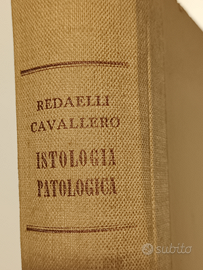 REDAELLI
CAVALLERO
ISTOLOGIA
PATOLOGICA
subito